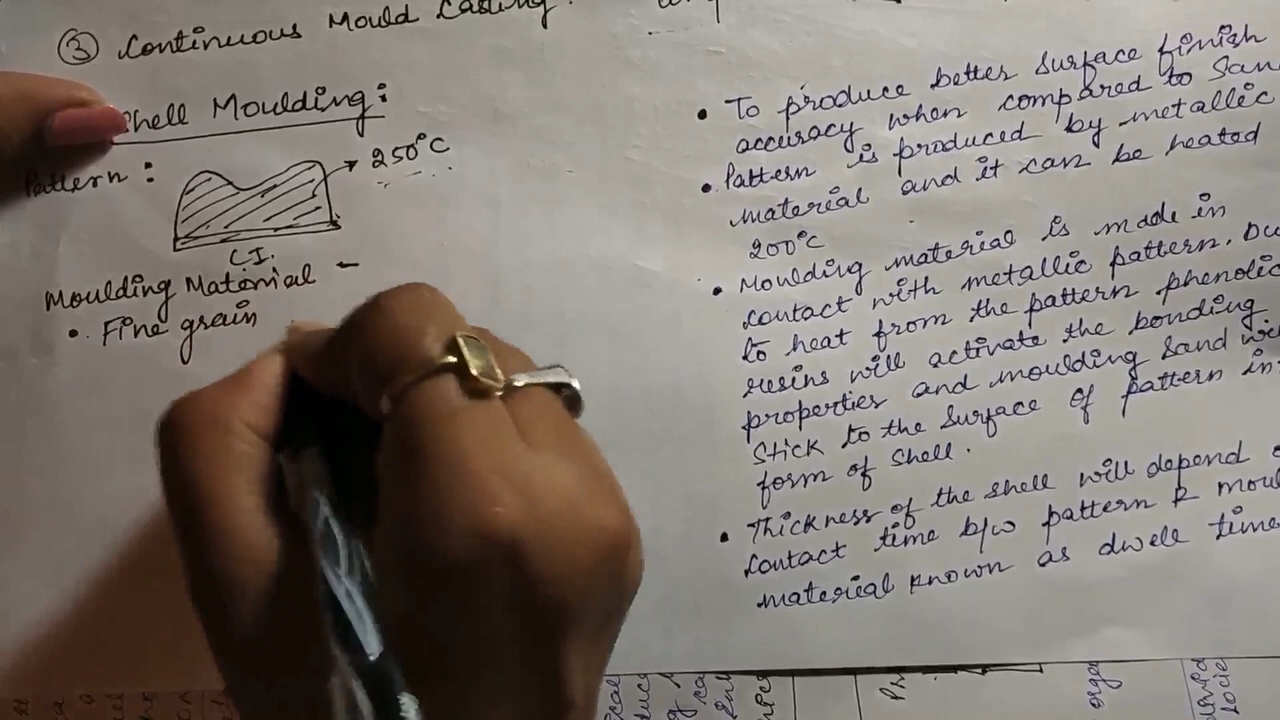 ③ Continuous Mould Casting.
Shell Moulding:
Pattern:
250°C
C.I.
Moulding Material -
• Fine grain
• To produce better surface finish
accuracy when compared to San
• Pattern is produced by metallic
material and it can be heated
200°C
• Moulding material is made in
contact with metallic pattern. Du
to heat from the pattern phenolic
resins will activate the bonding
properties and moulding sand
stick to the surface of pattern in
form of shell.
• Thickness of the shell will depend
contact time b/w pattern & moul
material known as dwell time